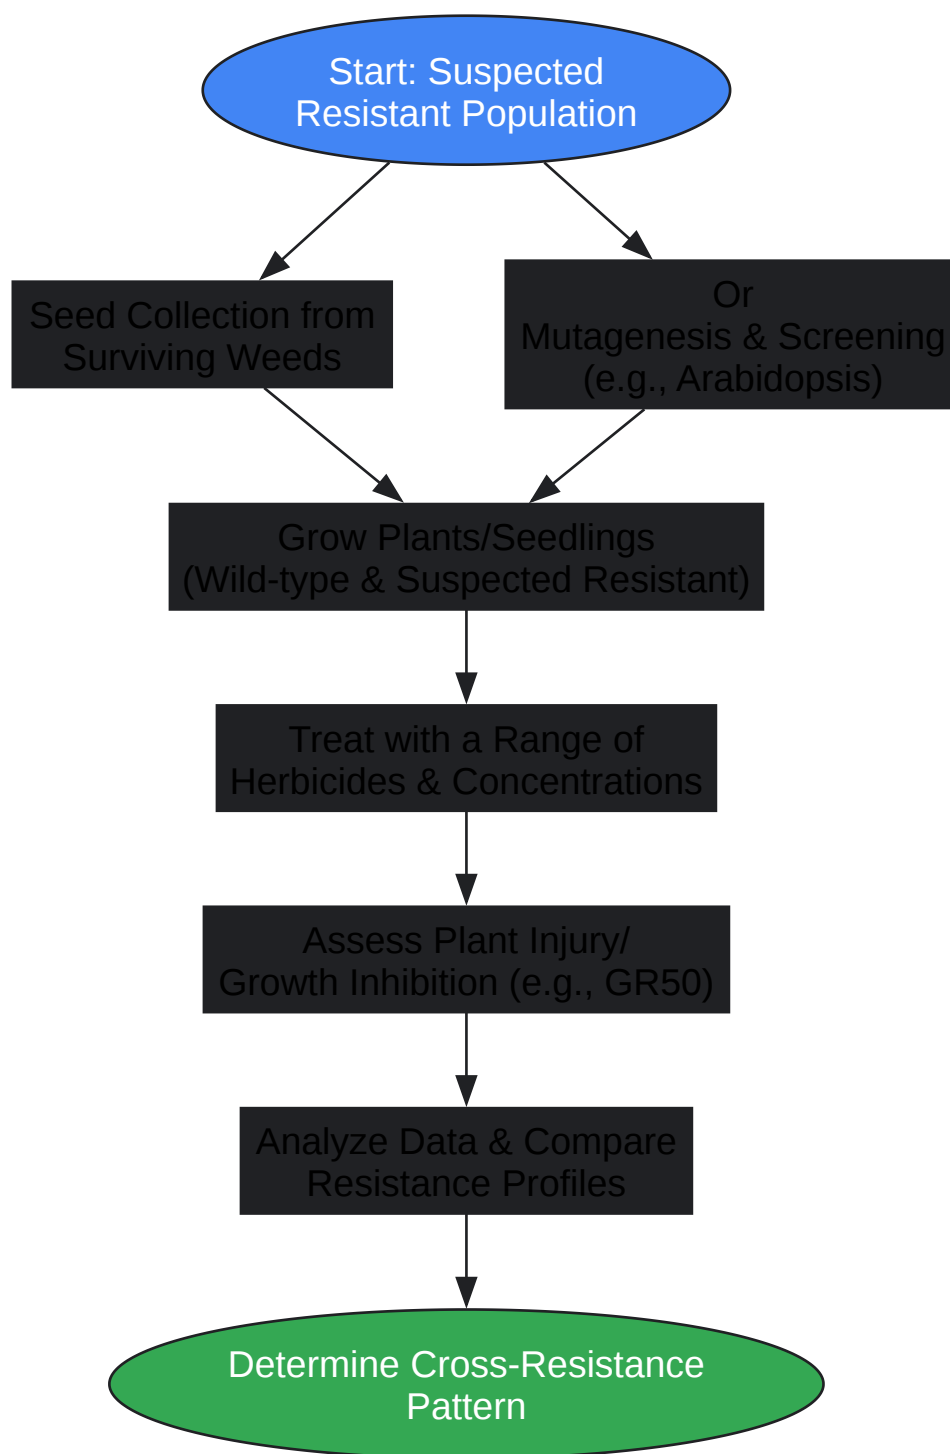 Start: Suspected
Resistant Population
Seed Collection from
Surviving Weeds
Or
Mutagenesis & Screening
(e.g., Arabidopsis)
Grow Plants/Seedlings
(Wild-type & Suspected Resistant)
Treat with a Range of
Herbicides & Concentrations
Assess Plant Injury/
Growth Inhibition (e.g., GR50)
Analyze Data & Compare
Resistance Profiles
Determine Cross-Resistance
Pattern